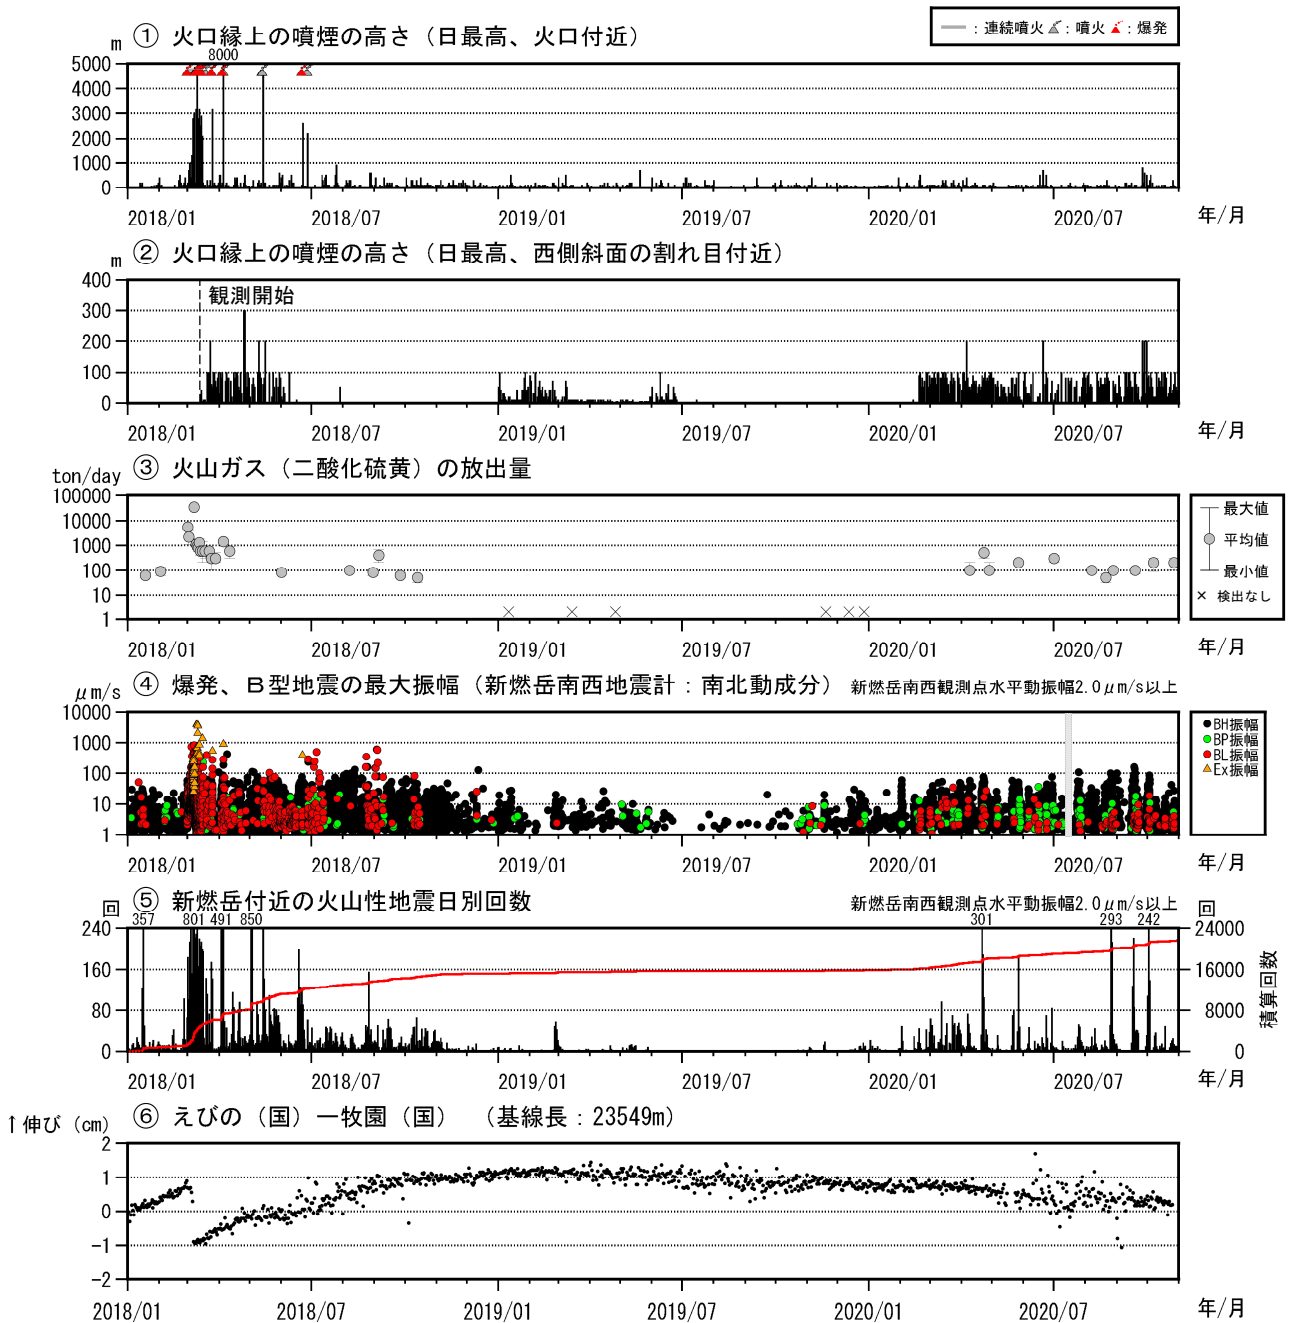 ① 火口縁上の噴煙の高さ（日最高、火口付近）
：連続噴火 ：噴火 ：爆発
m
8000
5000
4000
3000
2000
1000
0
2018/01 2018/07 2019/01 2019/07 2020/01 2020/07 年/月
② 火口縁上の噴煙の高さ（日最高、西側斜面の割れ目付近）
m
400
300
200
100
0
観測開始
2018/01 2018/07 2019/01 2019/07 2020/01 2020/07 年/月
③ 火山ガス（二酸化硫黄）の放出量
ton/day
100000
10000
1000
100
10
1
最大値
平均値
最小値
× 検出なし
2018/01 2018/07 2019/01 2019/07 2020/01 2020/07 年/月
④ 爆発、Ｂ型地震の最大振幅（新燃岳南西地震計：南北動成分） 新燃岳南西観測点水平動振幅2.0μm/s以上
μm/s
10000
1000
100
10
1
BH振幅
BP振幅
BL振幅
Ex振幅
2018/01 2018/07 2019/01 2019/07 2020/01 2020/07 年/月
⑤ 新燃岳付近の火山性地震日別回数 新燃岳南西観測点水平動振幅2.0μm/s以上
回 回
357 801 491 850 301 293 242
240 24000
160 16000
80 8000
0 0
積算回数
2018/01 2018/07 2019/01 2019/07 2020/01 2020/07 年/月
⑥ えびの（国）－牧園（国） （基線長：23549m）
↑伸び（cm）
2
1
0
-1
-2
2018/01 2018/07 2019/01 2019/07 2020/01 2020/07 年/月